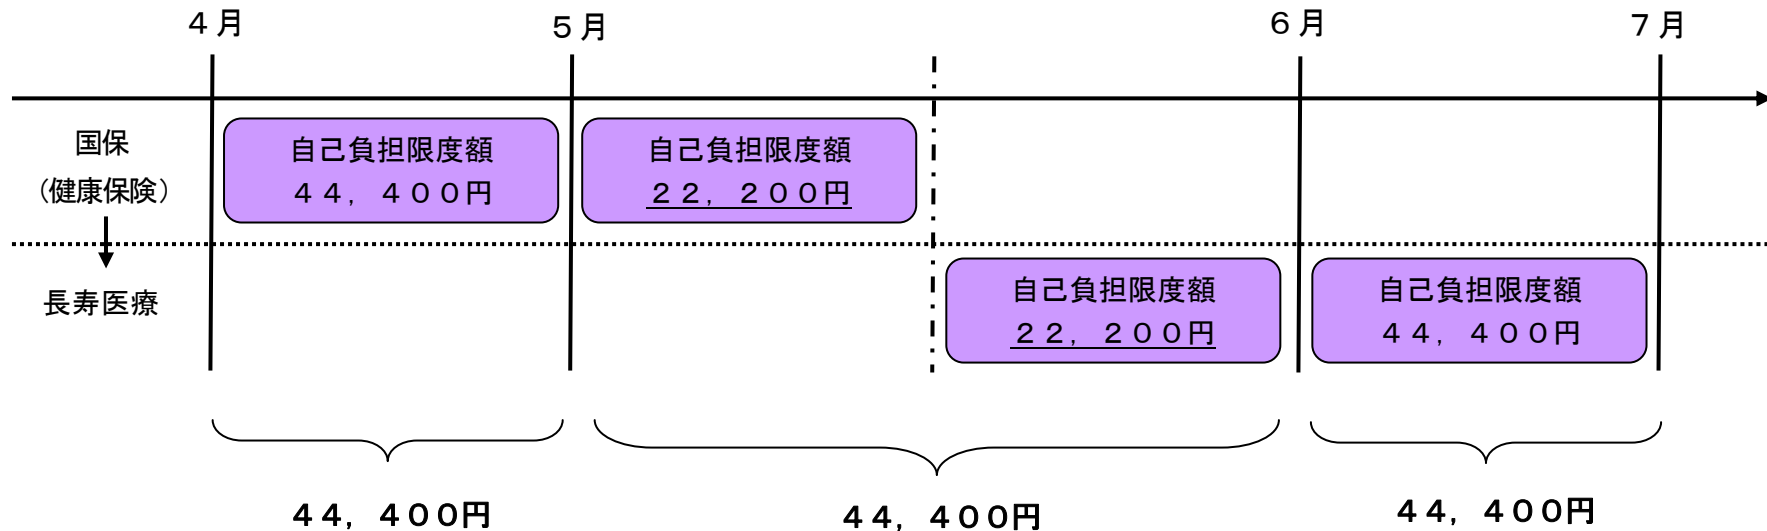 ４月
５月
６月
７月
国保
（健康保険）
長寿医療
自己負担限度額
４４，４００円
自己負担限度額
２２，２００円
自己負担限度額
２２，２００円
自己負担限度額
４４，４００円
４４，４００円
４４，４００円
４４，４００円